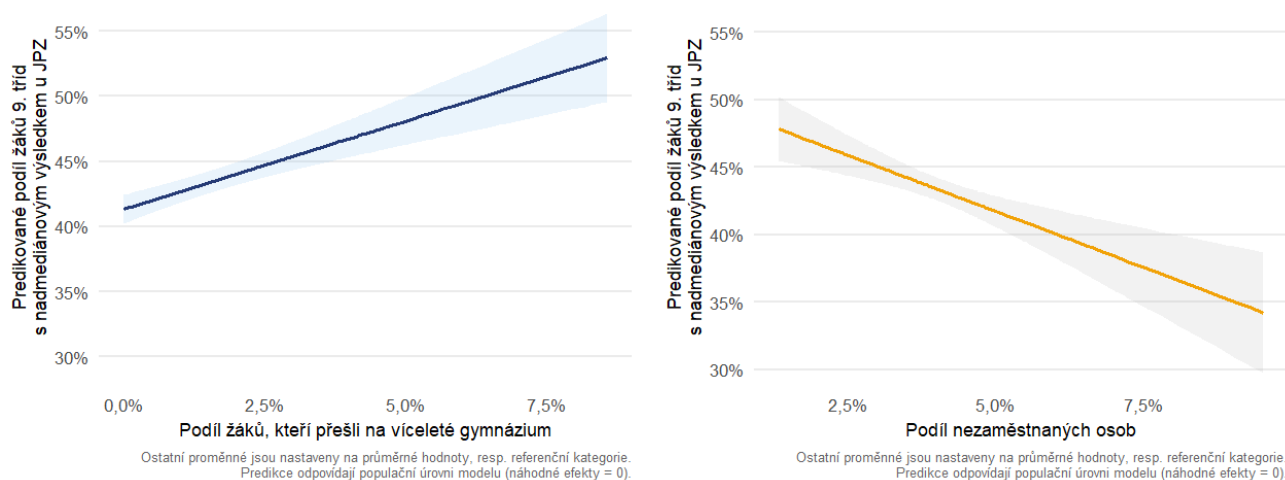 Predikované podíl žáků 9. tříd
s nadmediánovým výsledkem u JPZ
55%
50%
45%
40%
35%
30%
0,0%
2,5%
5,0%
7,5%
Podíl žáků, kteří přešli na víceleté gymnázium
Ostatní proměnné jsou nastaveny na průměrné hodnoty, resp. referenční kategorie.
Predikce odpovídají populační úrovni modelu (náhodné efekty = 0).
Predikované podíl žáků 9. tříd
s nadmediánovým výsledkem u JPZ
55%
50%
45%
40%
35%
30%
2,5%
5,0%
7,5%
Podíl nezaměstnaných osob
Ostatní proměnné jsou nastaveny na průměrné hodnoty, resp. referenční kategorie
Predikce odpovídají populační úrovni modelu (náhodné efekty = 0)